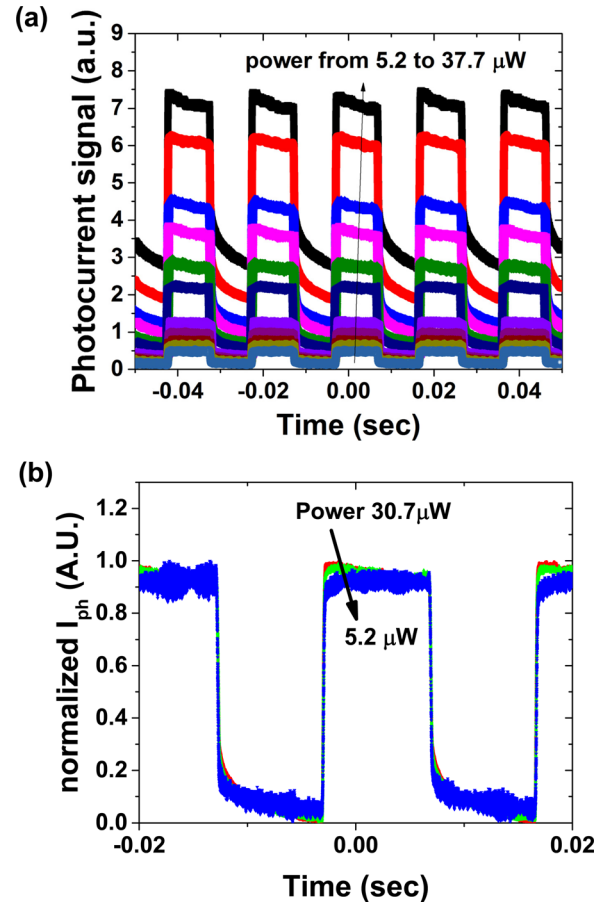 (a)
power from 5.2 to 37.7 μW
Photocurrent signal (a.u.)
9
8
7
6
5
4
3
2
1
0
-0.04 -0.02 0.00 0.02 0.04
Time (sec)
(b)
Power 30.7μW
5.2 μW
normalized Iph (A.U.)
1.2
1.0
0.8
0.6
0.4
0.2
0.0
-0.02 0.00 0.02
Time (sec)